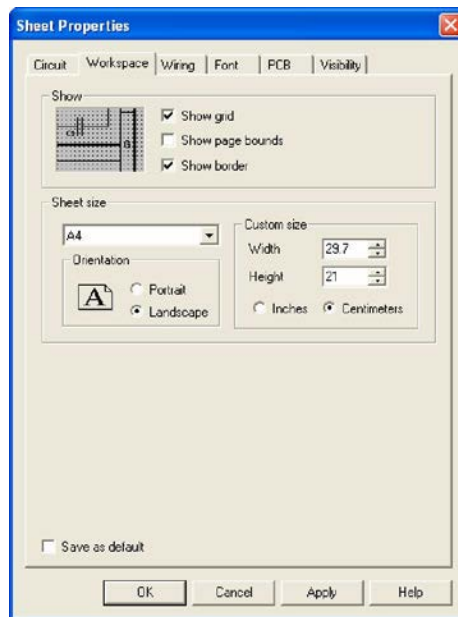 Sheet Properties
Circuit Workspace Wiring Font PCB Visibility
Show
Show grid
Show page bounds
Show border
Sheet size
A4
Custom size
Width 29.7
Height 21
Inches Centimeters
Orientation
A
Portrait
Landscape
Save as default
OK Cancel Apply Help